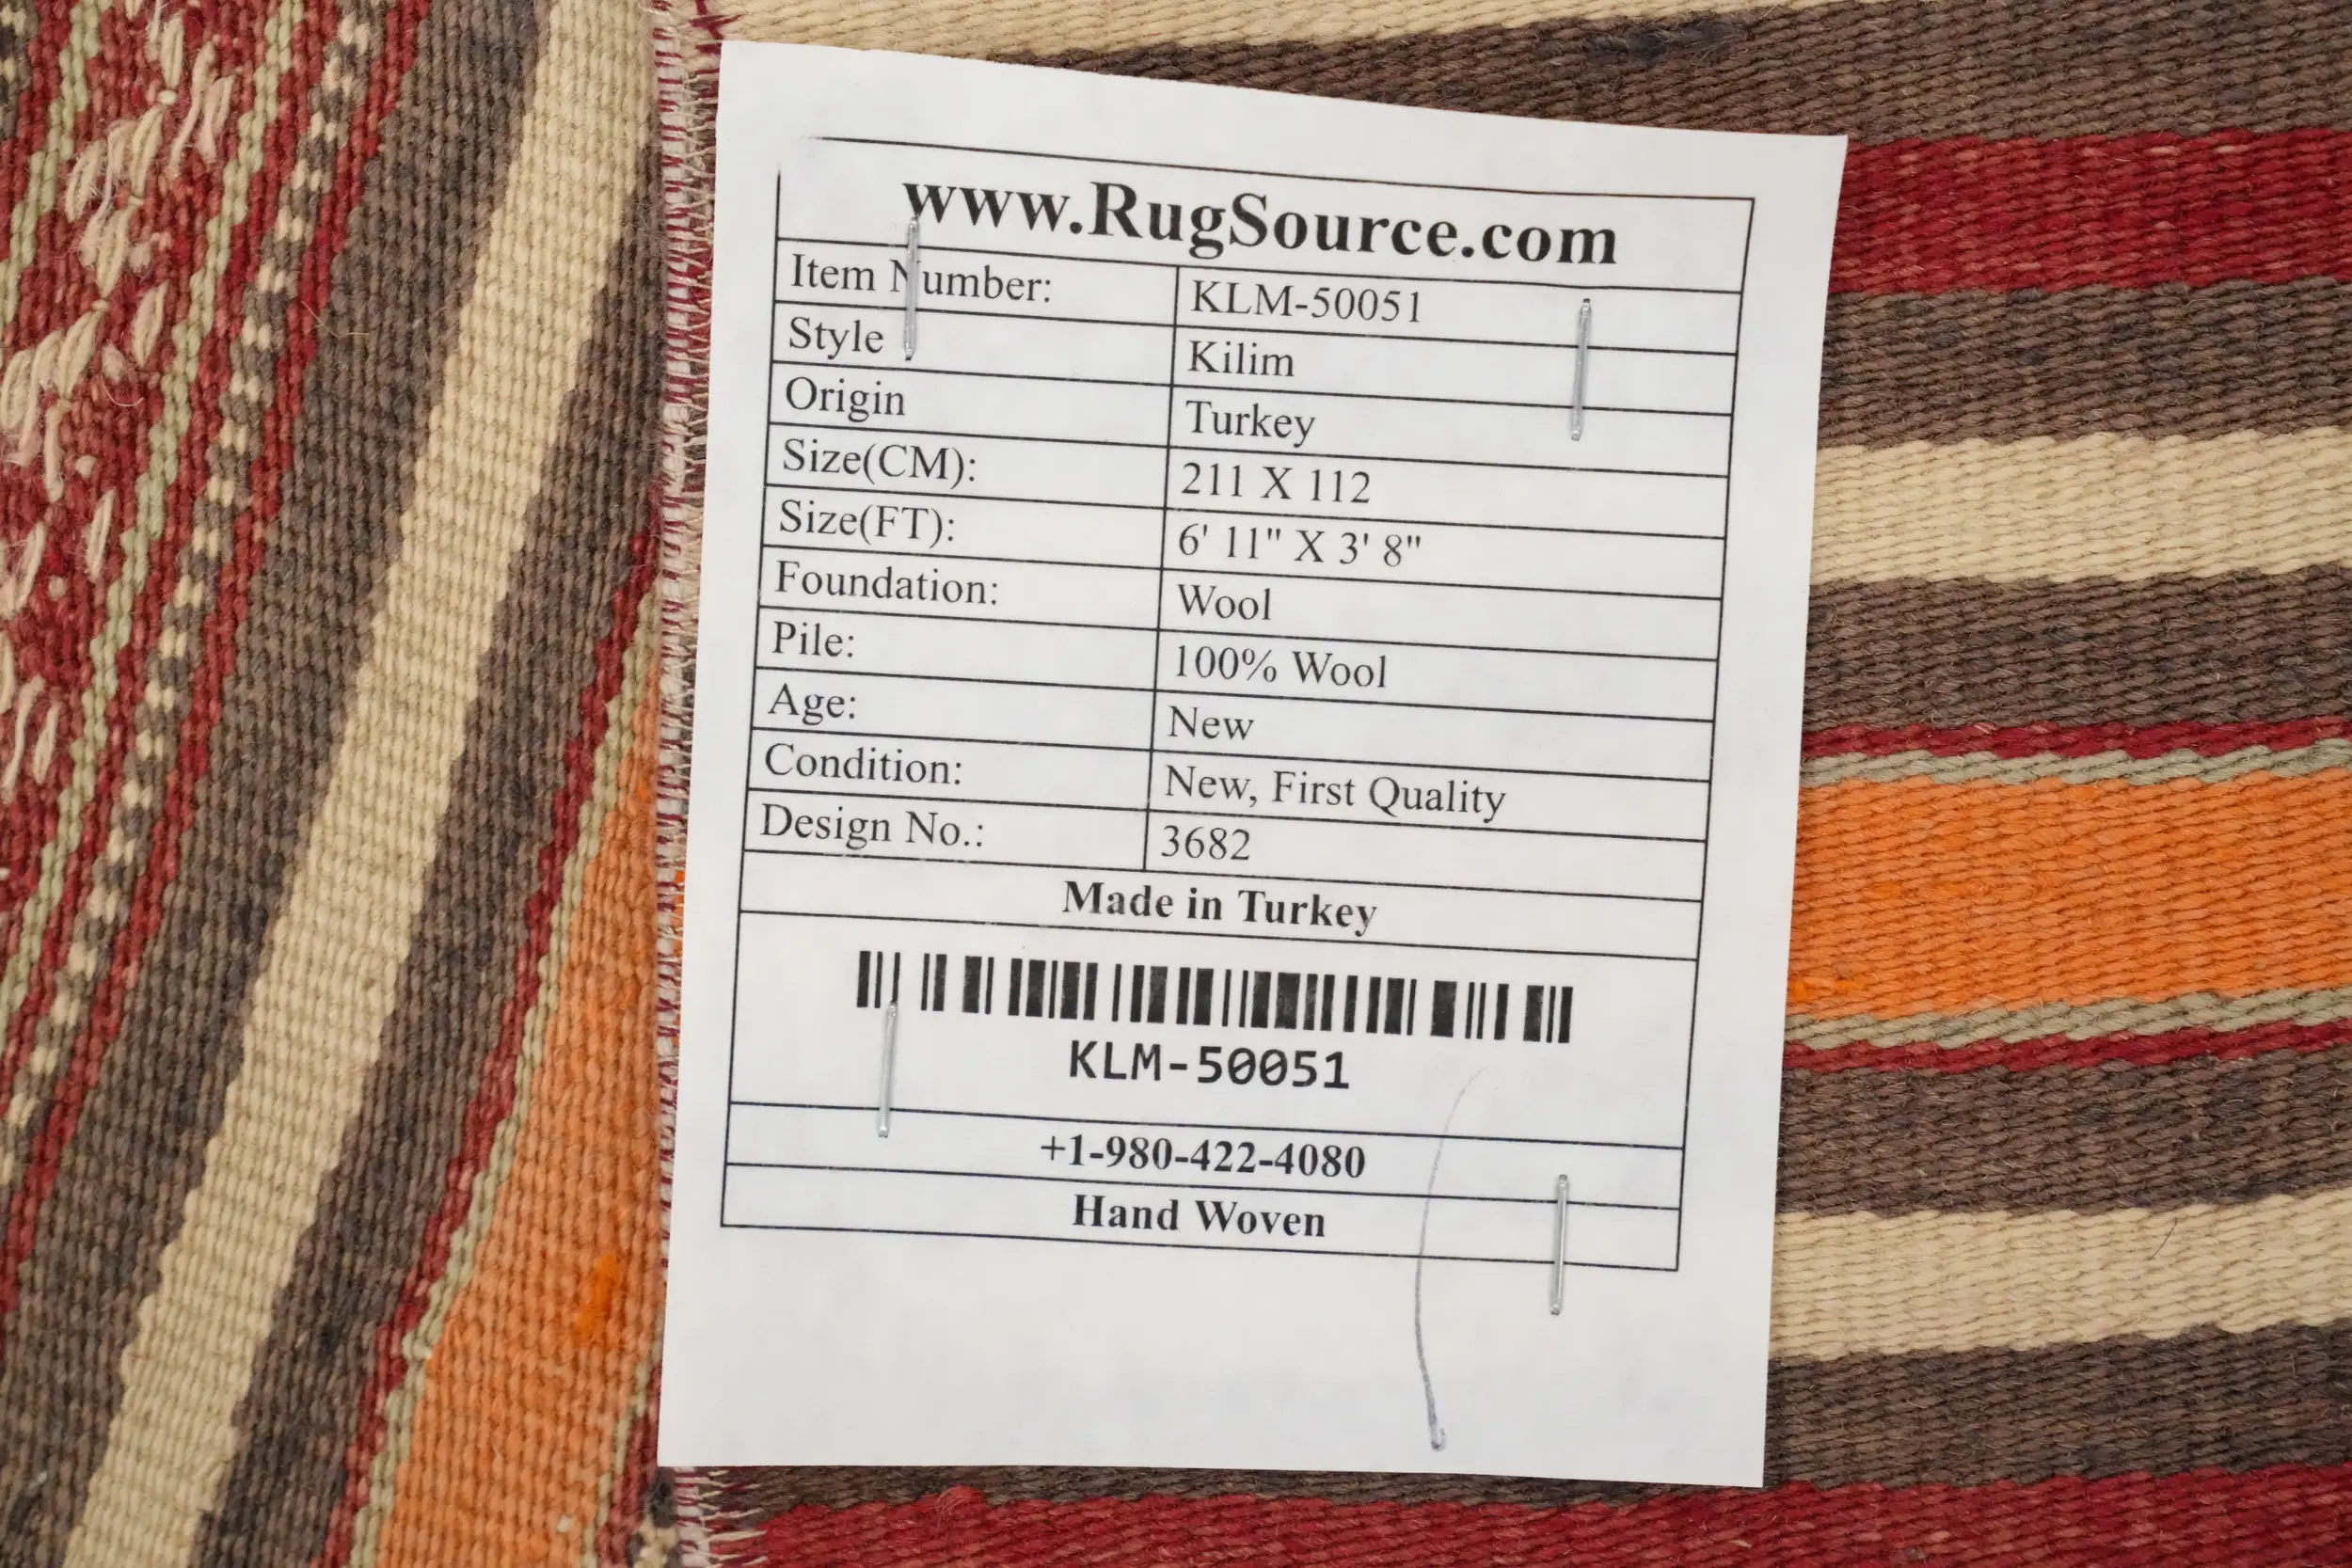 www.RugSource.com
Item Number: KLM-50051
Style Kilim
Origin Turkey
Size(CM): 211 X 112
Size(FT): 6' 11" X 3' 8"
Foundation: Wool
Pile: 100% Wool
Age: New
Condition: New, First Quality
Design No.: 3682
Made in Turkey
KLM-50051
+1-980-422-4080
Hand Woven